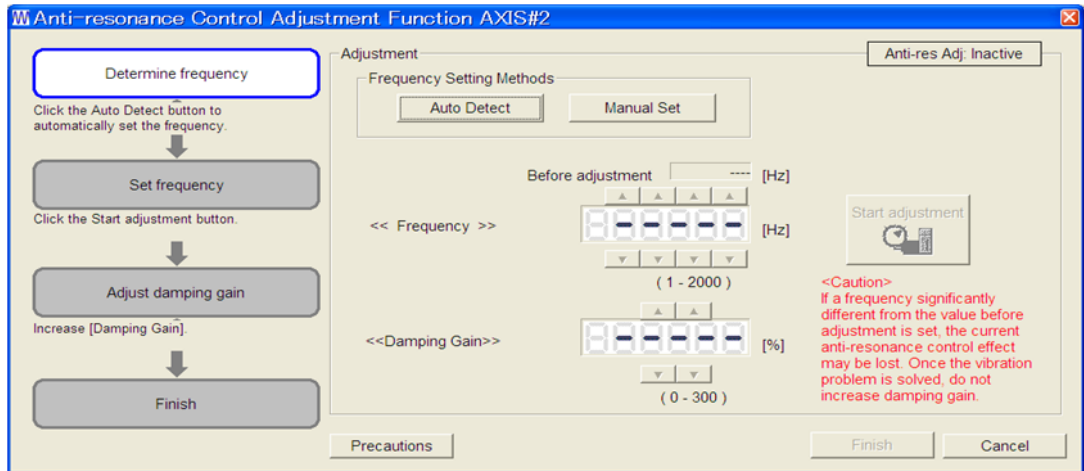 Anti-resonance Control Adjustment Function AXIS#2
Determine frequency
Click the Auto Detect button to
automatically set the frequency.
Set frequency
Click the Start adjustment button.
Adjust damping gain
Increase [Damping Gain].
Finish
Adjustment
Anti-res Adj: Inactive
Frequency Setting Methods
Auto Detect
Manual Set
Before adjustment ---- [Hz]
<< Frequency >> ----- [Hz]
( 1 - 2000 )
<<Damping Gain>> ----- [%]
( 0 - 300 )
Start adjustment
<Caution>
If a frequency significantly
different from the value before
adjustment is set, the current
anti-resonance control effect
may be lost. Once the vibration
problem is solved, do not
increase damping gain.
Precautions
Finish
Cancel